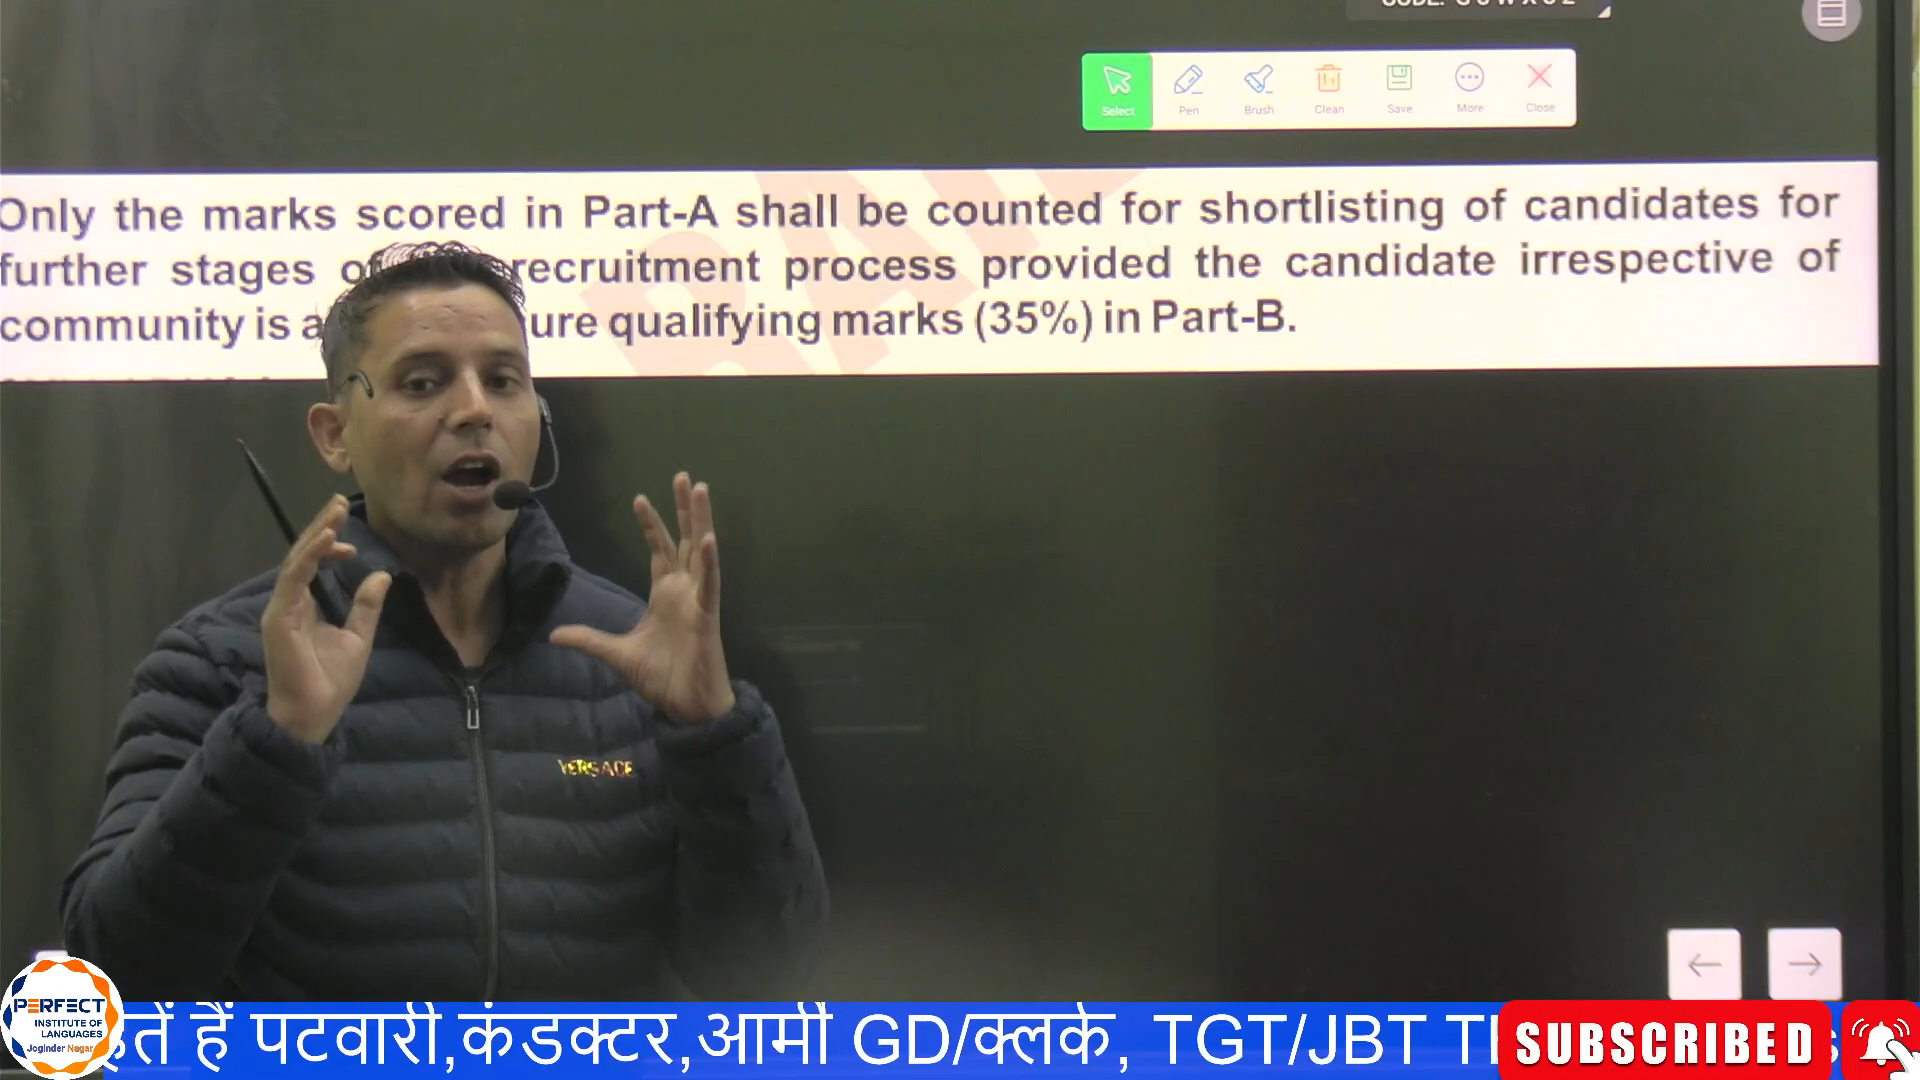 Select Pen Brush Clean Save More Close
Only the marks scored in Part-A shall be counted for shortlisting of candidates for
further stages recruitment process provided the candidate irrespective of
community is qualifying marks (35%) in Part-B.
VERSACE
PERFECT
INSTITUTE OF
LANGUAGES
Joginder Nagar
हैं पटवारी,कंडक्टर,आर्मी GD/क्लर्क, TGT/JBT
SUBSCRIBED